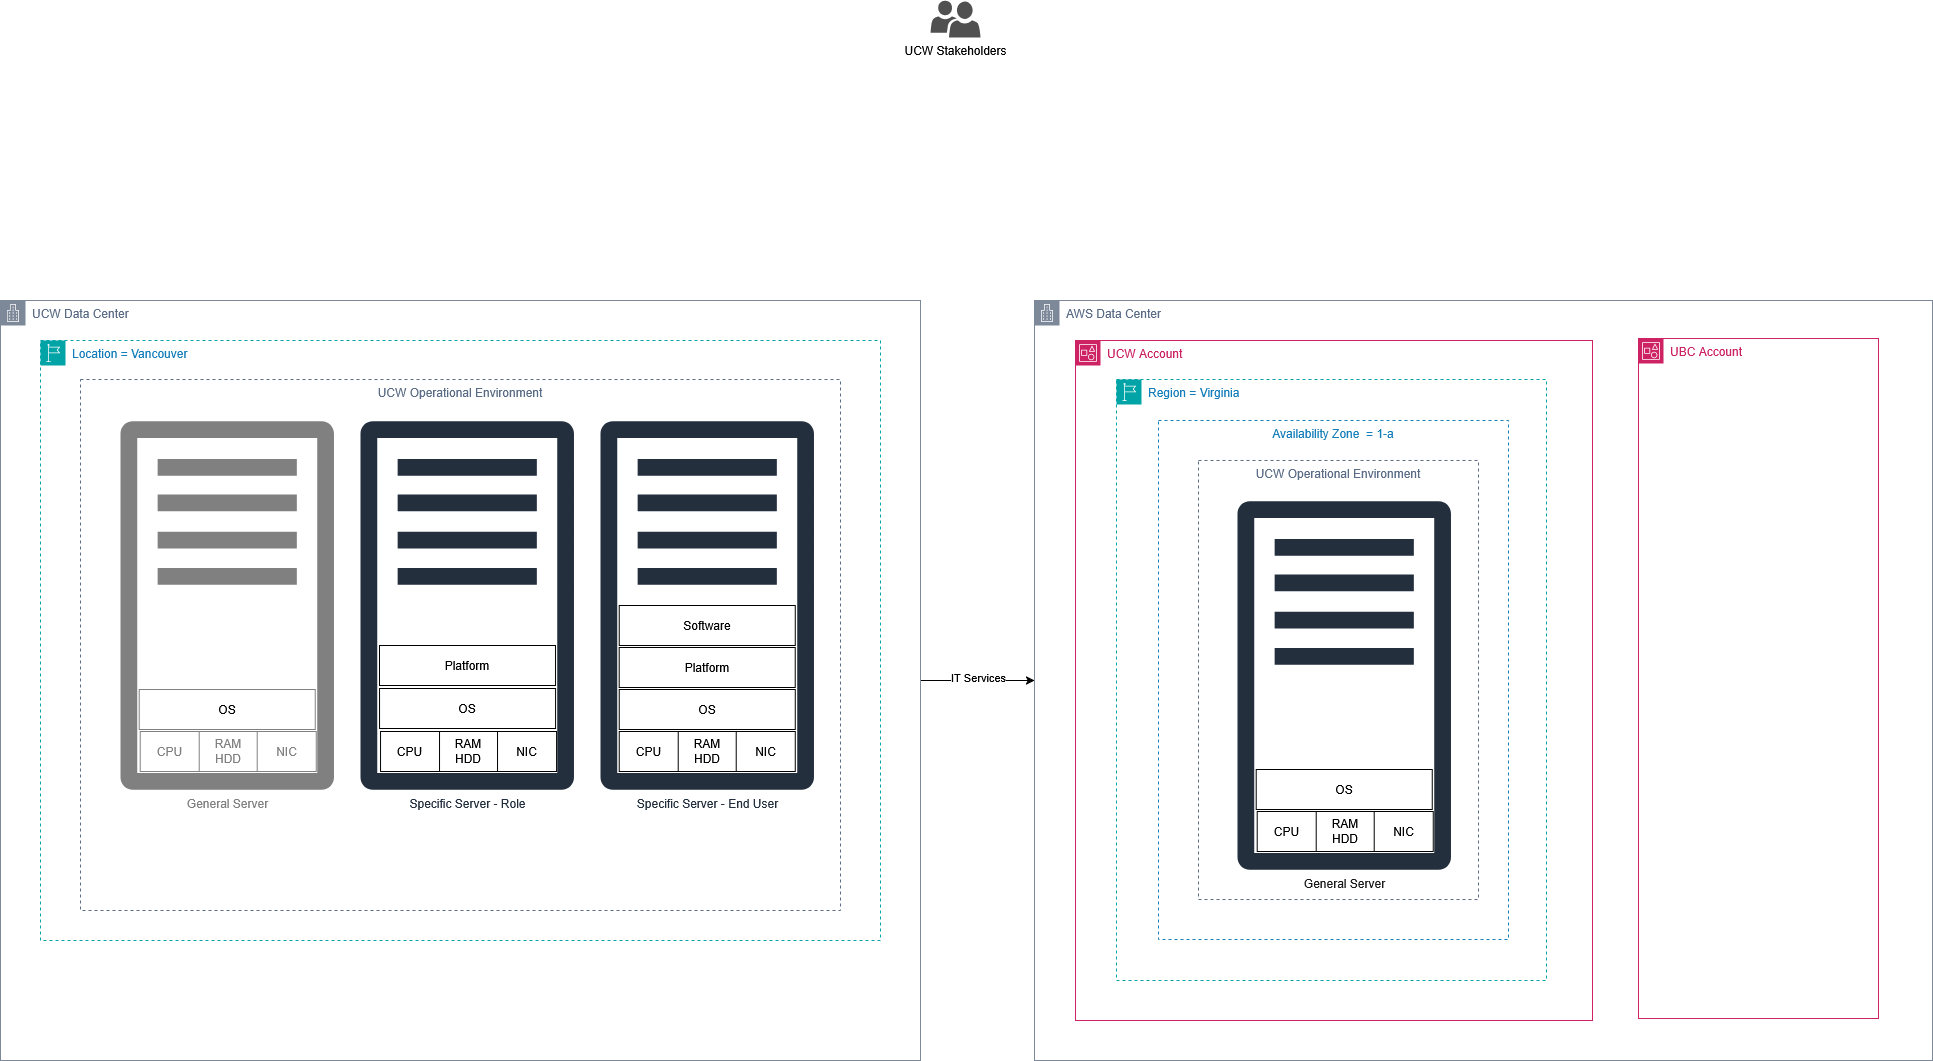 UCW Stakeholders
UCW Data Center
Location = Vancouver
UCW Operational Environment
OS
CPU
RAM
HDD
NIC
General Server
Platform
OS
CPU
RAM
HDD
NIC
Specific Server - Role
Software
Platform
OS
CPU
RAM
HDD
NIC
Specific Server - End User
IT Services
AWS Data Center
UCW Account
Region = Virginia
Availability Zone = 1-a
UCW Operational Environment
OS
CPU
RAM
HDD
NIC
General Server
UBC Account